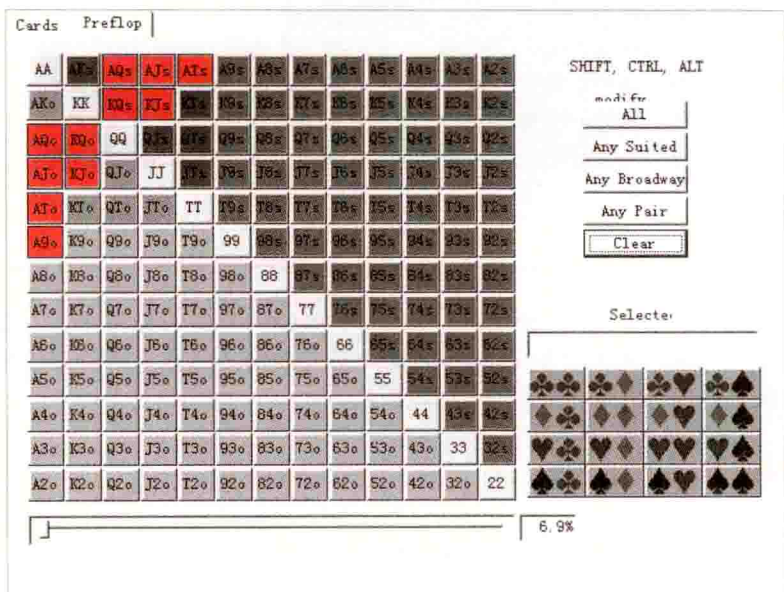 Cards Preflop
AA AKs AQs AJs ATs A9s A8s A7s A6s A5s A4s A3s A2s
AKo KK KQs KJs KTs K9s K8s K7s K6s K5s K4s K3s K2s
AQo KQo QQ QJs QTs Q9s Q8s Q7s Q6s Q5s Q4s Q3s Q2s
AJo KJo QJo JJ JTs J9s J8s J7s J6s J5s J4s J3s J2s
ATo KTo QTo JTo TT T9s T8s T7s T6s T5s T4s T3s T2s
A9o K9o Q9o J9o T9o 99 98s 97s 96s 95s 94s 93s 92s
A8o K8o Q8o J8o T8o 98o 88 87s 86s 85s 84s 83s 82s
A7o K7o Q7o J7o T7o 97o 87o 77 76s 75s 74s 73s 72s
A6o K6o Q6o J6o T6o 96o 86o 76o 66 65s 64s 63s 62s
A5o K5o Q5o J5o T5o 95o 85o 75o 65o 55 54s 53s 52s
A4o K4o Q4o J4o T4o 94o 84o 74o 64o 54o 44 43s 42s
A3o K3o Q3o J3o T3o 93o 83o 73o 63o 53o 43o 33 32s
A2o K2o Q2o J2o T2o 92o 82o 72o 62o 52o 42o 32o 22
6.9%
SHIFT, CTRL, ALT
modify
All
Any Suited
Any Broadway
Any Pair
Clear
Selecte